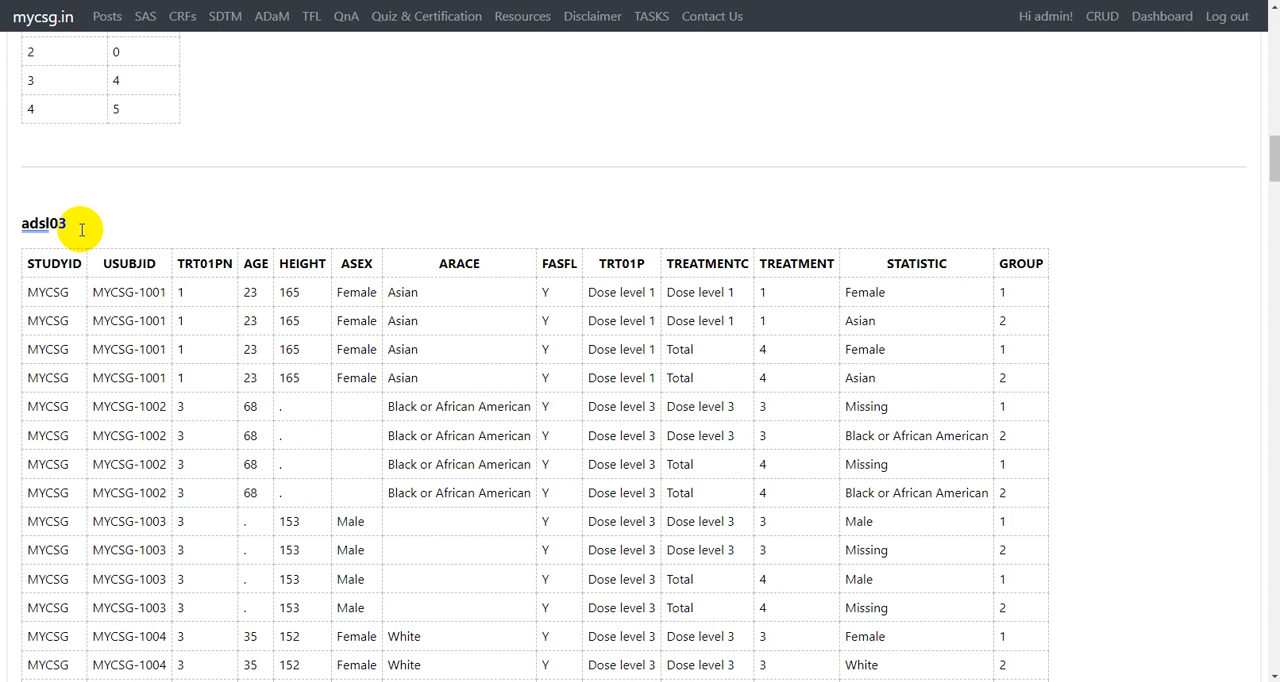 mycsg.in Posts SAS CRFs SDTM ADaM TFL QnA Quiz & Certification Resources Disclaimer TASKS Contact Us Hi admin! CRUD Dashboard Log out
2 0
3 4
4 5
adsl03
STUDYID USUBJID TRT01PN AGE HEIGHT ASEX ARACE FASFL TRT01P TREATMENTC TREATMENT STATISTIC GROUP
MYCSG MYCSG-1001 1 23 165 Female Asian Y Dose level 1 Dose level 1 1 Female 1
MYCSG MYCSG-1001 1 23 165 Female Asian Y Dose level 1 Dose level 1 1 Asian 2
MYCSG MYCSG-1001 1 23 165 Female Asian Y Dose level 1 Total 4 Female 1
MYCSG MYCSG-1001 1 23 165 Female Asian Y Dose level 1 Total 4 Asian 2
MYCSG MYCSG-1002 3 68 . Black or African American Y Dose level 3 Dose level 3 3 Missing 1
MYCSG MYCSG-1002 3 68 . Black or African American Y Dose level 3 Dose level 3 3 Black or African American 2
MYCSG MYCSG-1002 3 68 . Black or African American Y Dose level 3 Total 4 Missing 1
MYCSG MYCSG-1002 3 68 . Black or African American Y Dose level 3 Total 4 Black or African American 2
MYCSG MYCSG-1003 3 . 153 Male Y Dose level 3 Dose level 3 3 Male 1
MYCSG MYCSG-1003 3 . 153 Male Y Dose level 3 Dose level 3 3 Missing 2
MYCSG MYCSG-1003 3 . 153 Male Y Dose level 3 Total 4 Male 1
MYCSG MYCSG-1003 3 . 153 Male Y Dose level 3 Total 4 Missing 2
MYCSG MYCSG-1004 3 35 152 Female White Y Dose level 3 Dose level 3 3 Female 1
MYCSG MYCSG-1004 3 35 152 Female White Y Dose level 3 Dose level 3 3 White 2